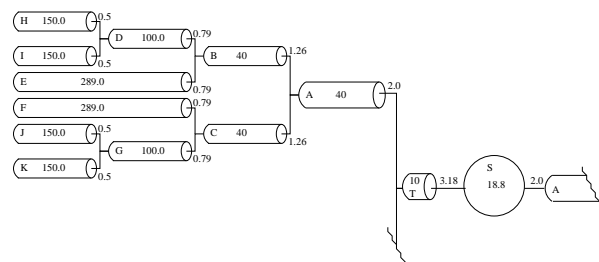 H 150.0 0.5
D 100.0 0.79
I 150.0 0.5
B 40 1.26
E 289.0 0.79
A 40 2.0
F 289.0 0.79
J 150.0 0.5
C 40 1.26
G 100.0 0.79
K 150.0 0.5
10 T 3.18
S 18.8 2.0
A